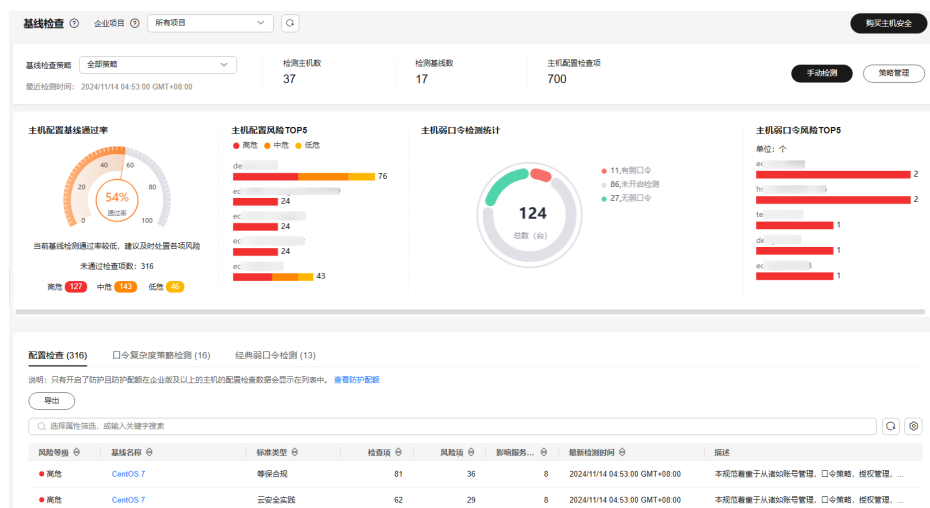 基线检查 企业项目 所有项目 购买主机安全
基线检查策略 全部策略
最近检测时间： 2024/11/14 04:53:00 GMT+08:00
检测主机数
37
检测基线数
17
主机配置检查项
700
手动检测 策略管理
主机配置基线通过率
0 20 40 60 80 100
54%
通过率
当前基线检测通过率较低，建议及时处置各项风险
未通过检查项数：316
高危 127 中危 143 低危 46
主机配置风险TOP5
高危 中危 低危
de
76
ec
24
ec
24
ec
24
ec
43
主机弱口令检测统计
124
总数（台）
11,有弱口令
86,未开启检测
27,无弱口令
主机弱口令风险TOP5
单位：个
ec
2
hs
2
te
1
de
1
ec
1
配置检查 (316) 口令复杂度策略检测 (16) 经典弱口令检测 (13)
说明：只有开启了防护且防护配额在企业版及以上的主机的配置检查数据会显示在列表中。 查看防护配额
导出
选择属性筛选，或输入关键字搜索
风险等级 基线名称 标准类型 检查项 风险项 影响服务... 最新检测时间 描述
高危 CentOS 7 等保合规 81 36 8 2024/11/14 04:53:00 GMT+08:00 本规范着重于从诸如账号管理，口令策略，授权管理，...
高危 CentOS 7 云安全实践 62 29 8 2024/11/14 04:53:00 GMT+08:00 本规范着重于从诸如账号管理，口令策略，授权管理，...